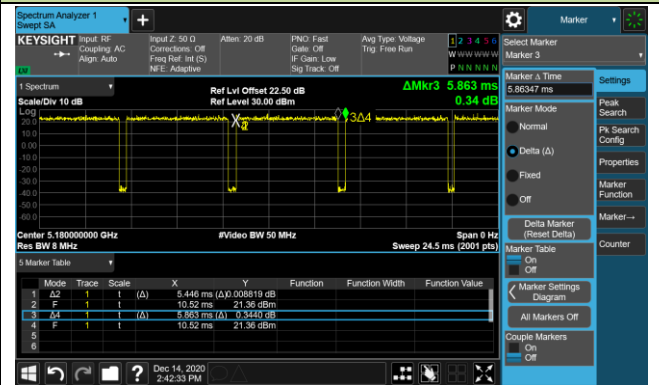 Spectrum Analyzer 1
Swept SA
Marker
KEYSIGHT
Input: RF
Coupling: AC
Align: Auto
Input Z: 50 Ω
Corrections: Off
Freq Ref: Int (S)
NFE: Adaptive
Atten: 20 dB
PNO: Fast
Gate: Off
IF Gain: Low
Sig Track: Off
Avg Type: Voltage
Trig: Free Run
1 2 3 4 5 6
W W W W W W
P N N N N N
LXI
Select Marker
Marker 3
1 Spectrum
Scale/Div 10 dB
Ref Lvl Offset 22.50 dB
Ref Level 30.00 dBm
ΔMkr3 5.863 ms
0.34 dB
Log
20.0
10.0
0.00
-10.0
-20.0
-30.0
-40.0
-50.0
-60.0
3Δ4
Center 5.180000000 GHz
Res BW 8 MHz
#Video BW 50 MHz
Span 0 Hz
Sweep 24.5 ms (2001 pts)
5 Marker Table
Mode Trace Scale X Y Function Function Width Function Value
1 Δ2 1 t (Δ) 5.446 ms (Δ) 0.008819 dB
2 F 1 t 10.52 ms 21.36 dBm
3 Δ4 1 t (Δ) 5.863 ms (Δ) 0.3440 dB
4 F 1 t 10.52 ms 21.36 dBm
5
6
Marker Δ Time
5.86347 ms
Marker Mode
Normal
Delta (Δ)
Fixed
Off
Delta Marker
(Reset Delta)
Marker Table
On
Off
Marker Settings
Diagram
All Markers Off
Couple Markers
On
Off
Settings
Peak
Search
Pk Search
Config
Properties
Marker
Function
Marker→
Counter
?
Dec 14, 2020
2:42:33 PM